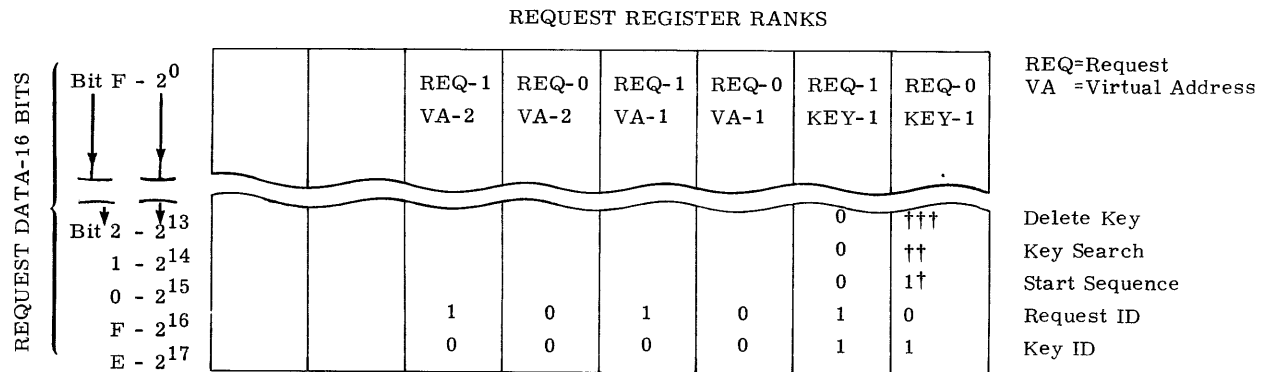 REQUEST REGISTER RANKS
REQUEST DATA-16 BITS
Bit F - 2^0 REQ-1 REQ-0 REQ-1 REQ-0 REQ-1 REQ-0 REQ=Request
VA-2 VA-2 VA-1 VA-1 KEY-1 KEY-1 VA =Virtual Address
Bit 2 - 2^13 0 ††† Delete Key
1 - 2^14 0 †† Key Search
0 - 2^15 0 1† Start Sequence
F - 2^16 1 0 1 0 1 0 Request ID
E - 2^17 0 0 0 0 1 1 Key ID